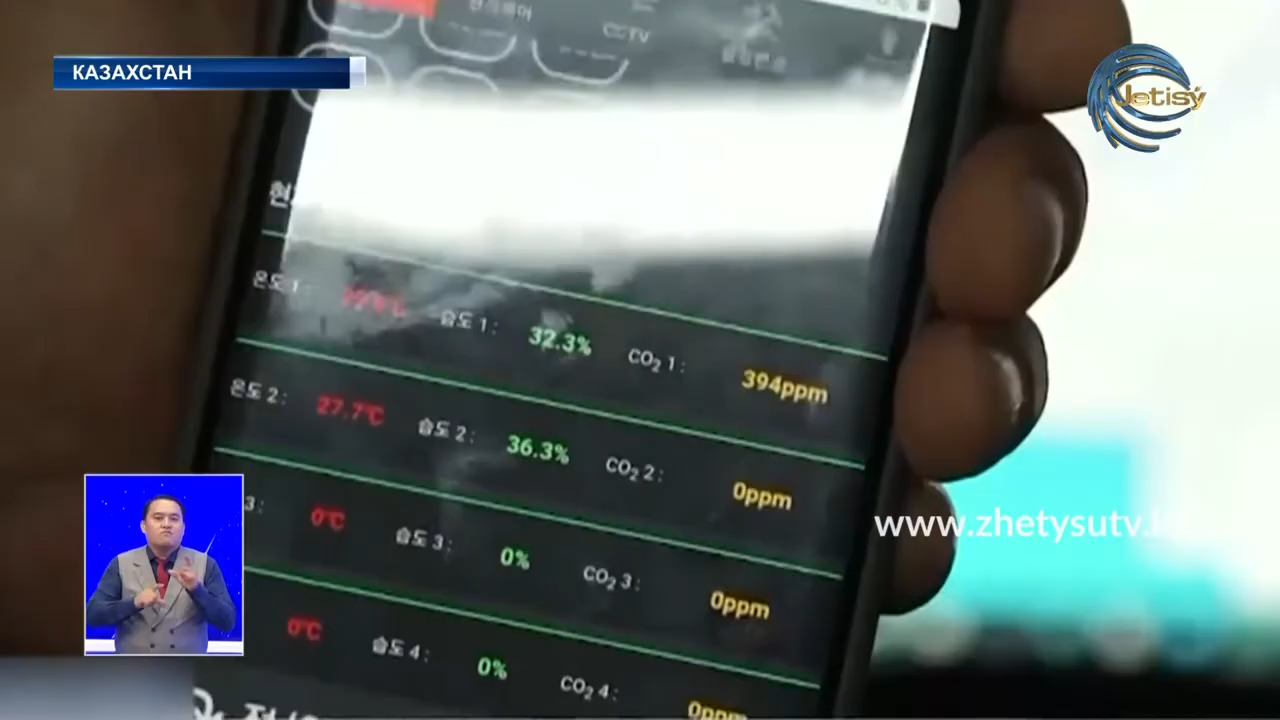 CCTV
КАЗАХСТАН
Jetisý
온도 1 : 습도 1 : 32.3% CO₂ 1 : 394ppm
온도 2 : 27.7℃ 습도 2 : 36.3% CO₂ 2 : 0ppm
3 : 0℃ 습도 3 : 0% CO₂ 3 : 0ppm
www.zhetysutv.
0℃ 습도 4 : 0% CO₂ 4 : 0ppm